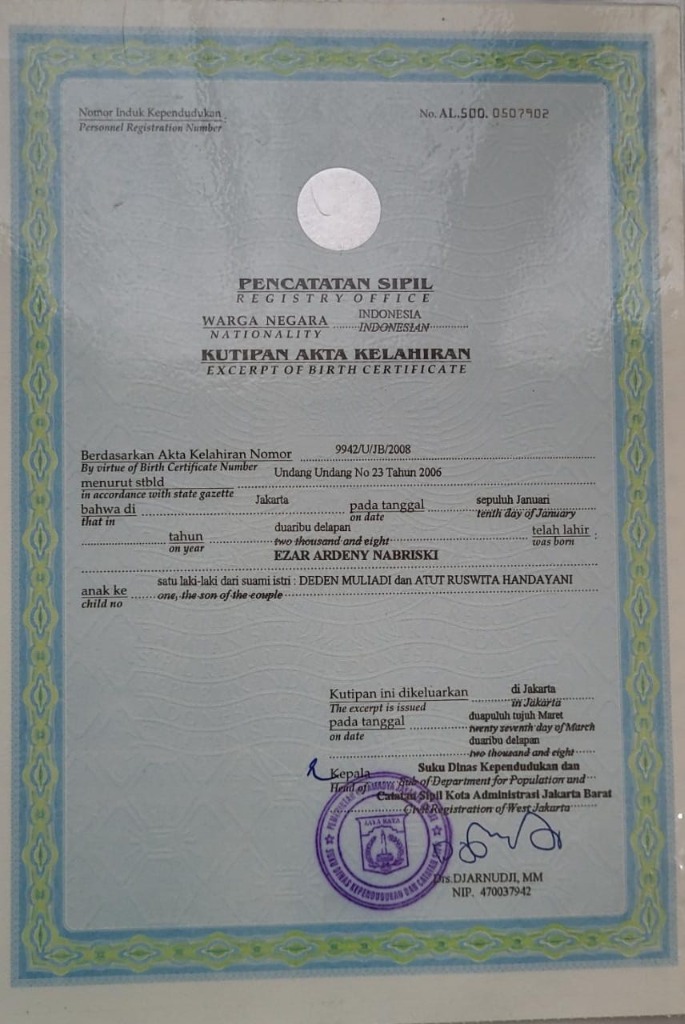 Nomor Induk Kependudukan :
Personnel Registration Number
No. AL.500. 0507902
PENCATATAN SIPIL
REGISTRY OFFICE
WARGA NEGARA INDONESIA
NATIONALITY INDONESIAN
KUTIPAN AKTA KELAHIRAN
EXCERPT OF BIRTH CERTIFICATE
Berdasarkan Akta Kelahiran Nomor 9942/U/JB/2008
By virtue of Birth Certificate Number
menurut stbld Undang Undang No 23 Tahun 2006
in accordance with state gazette
bahwa di Jakarta pada tanggal sepuluh Januari
that in on date tenth day of January
tahun duaribu delapan telah lahir :
on year two thousand and eight was born
EZAR ARDENY NABRISKI
anak ke satu laki-laki dari suami istri : DEDEN MULIADI dan ATUT RUSWITA HANDAYANI
child no one, the son of the couple
Kutipan ini dikeluarkan di Jakarta
The excerpt is issued in Jakarta
pada tanggal duapuluh tujuh Maret
on date twenty seventh day of March
duaribu delapan
two thousand and eight
Kepala Suku Dinas Kependudukan dan
Head of Sub of Department for Population and
Catatan Sipil Kota Administrasi Jakarta Barat
Civil Registration of West Jakarta
JAYA RAYA
SUKU DINAS KEPENDUDUKAN DAN CATATAN SIPIL
Drs.DJARNUDJI, MM
NIP. 470037942